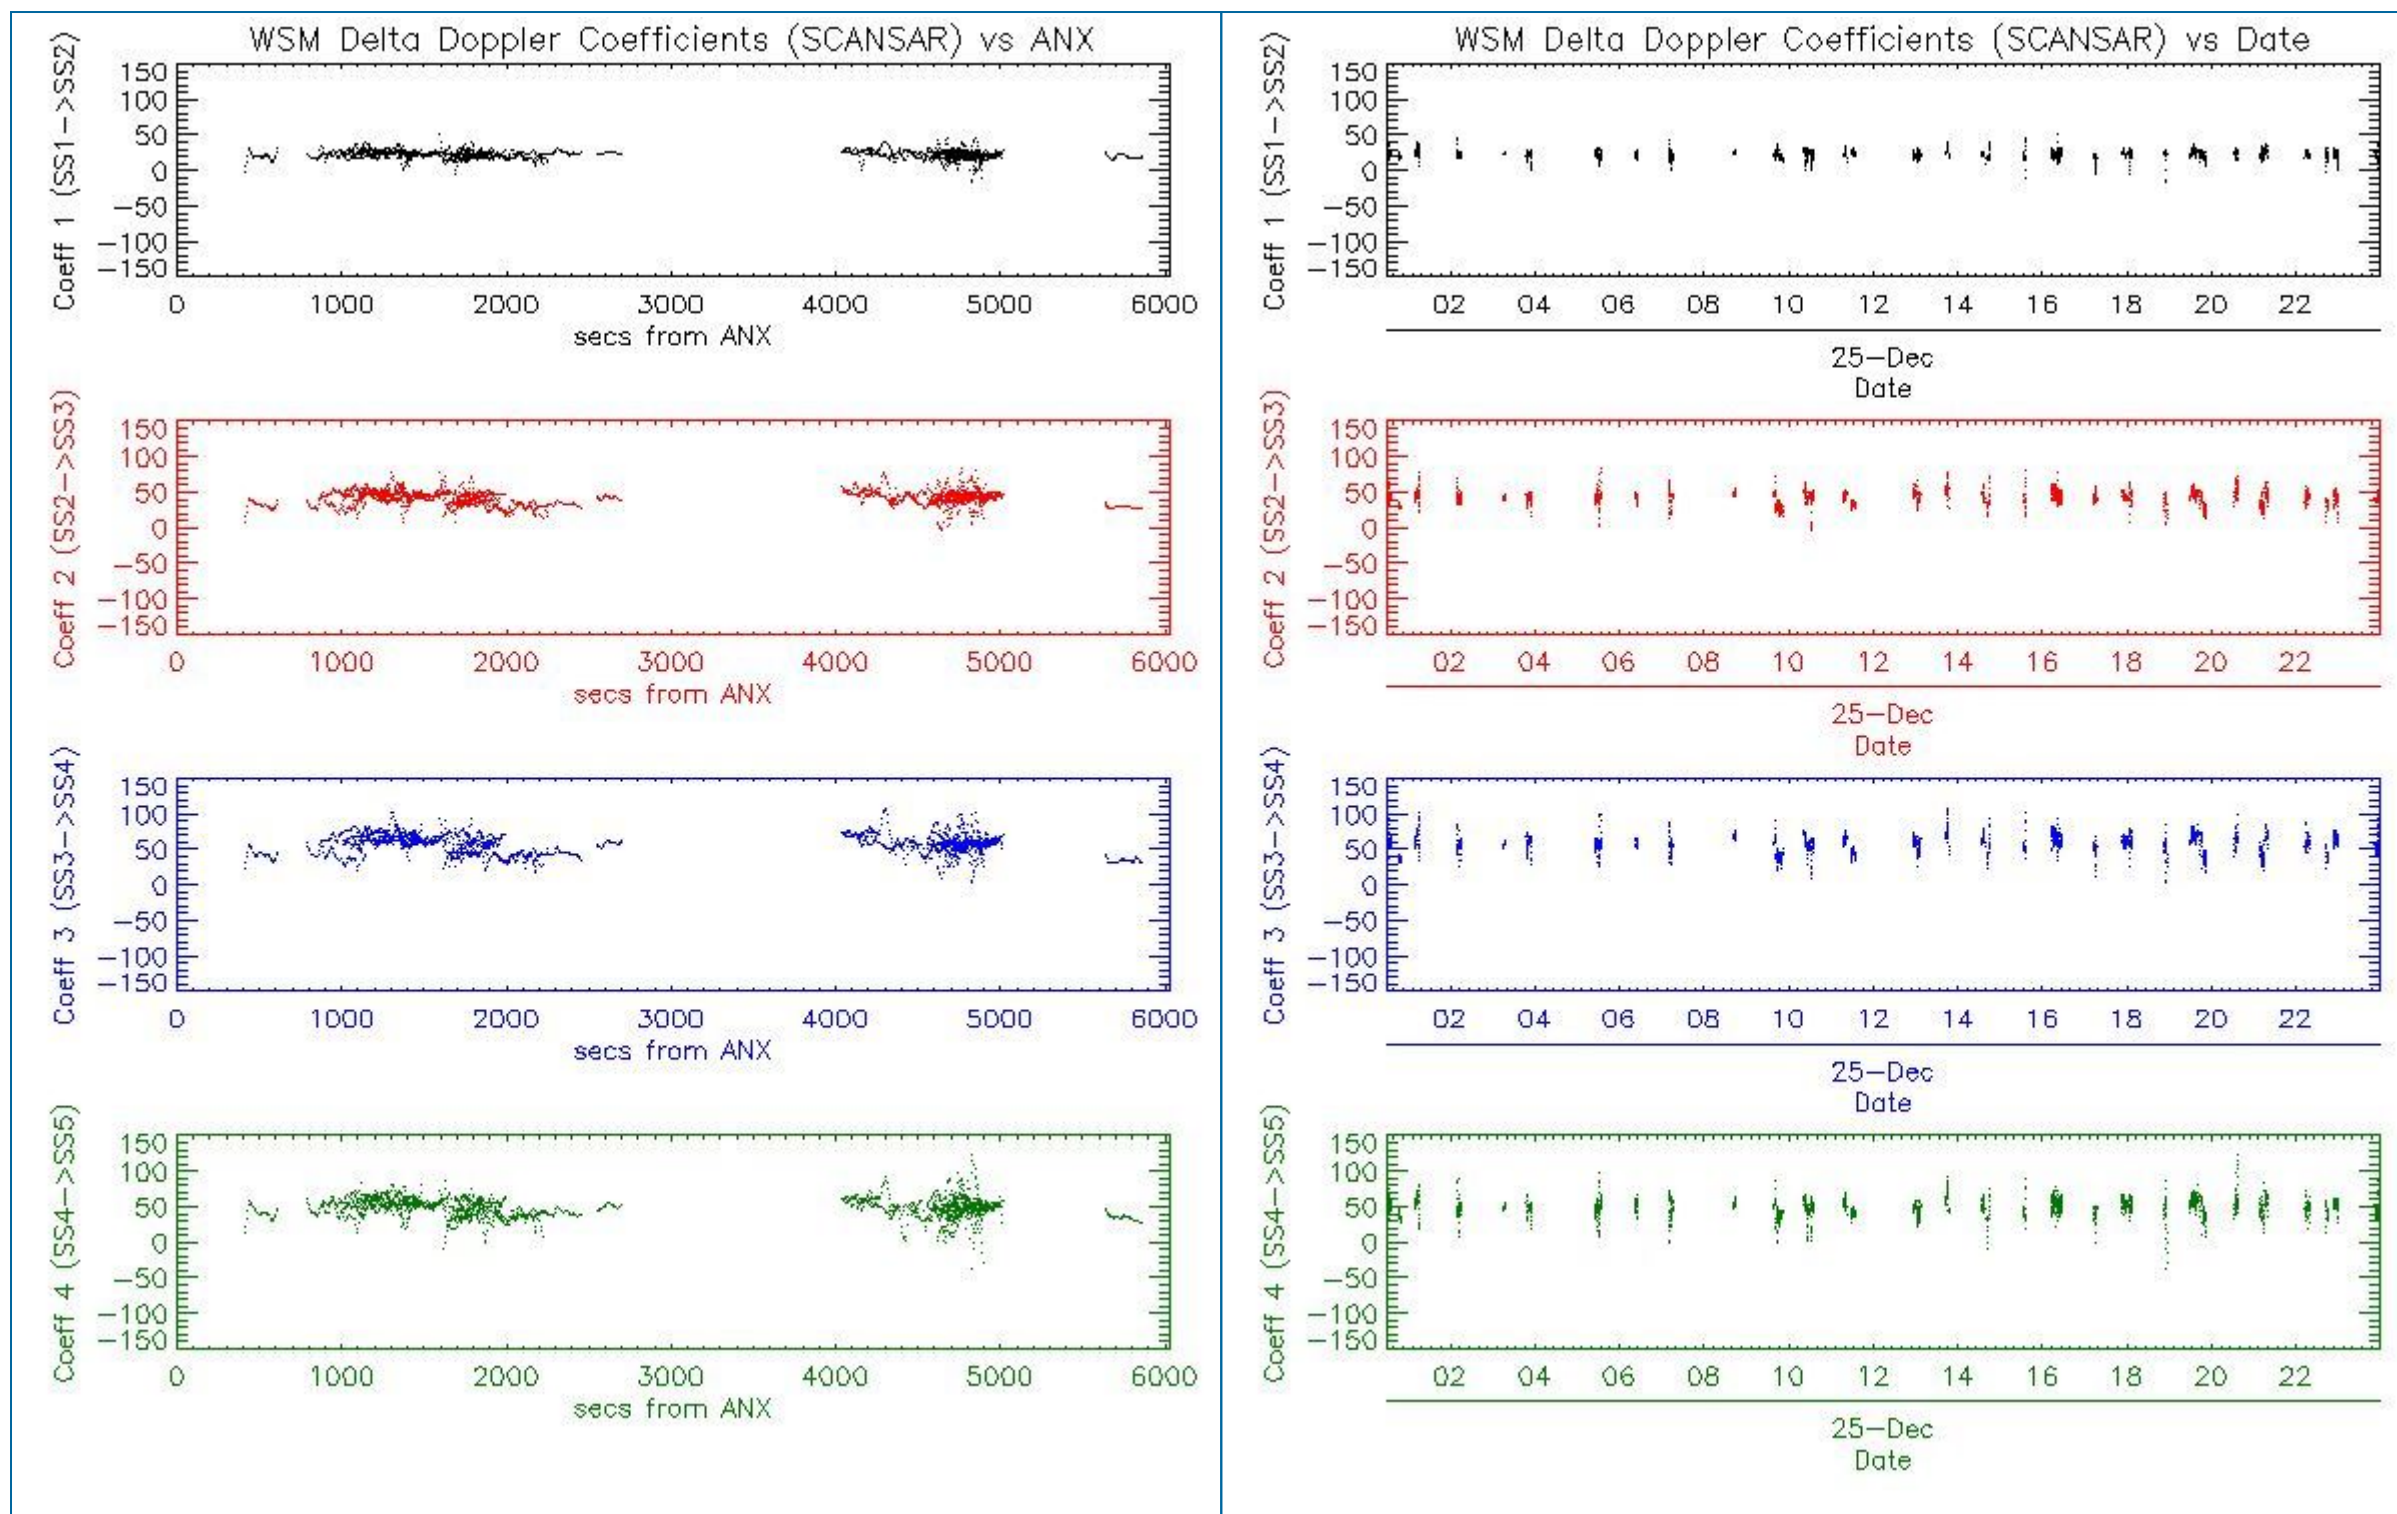 WSM Delta Doppler Coefficients (SCANSAR) vs ANX
Coeff 1 (SS1->SS2)
150
100
50
0
-50
-100
-150
0 1000 2000 3000 4000 5000 6000
secs from ANX
Coeff 2 (SS2->SS3)
150
100
50
0
-50
-100
-150
0 1000 2000 3000 4000 5000 6000
secs from ANX
Coeff 3 (SS3->SS4)
150
100
50
0
-50
-100
-150
0 1000 2000 3000 4000 5000 6000
secs from ANX
Coeff 4 (SS4->SS5)
150
100
50
0
-50
-100
-150
0 1000 2000 3000 4000 5000 6000
secs from ANX
WSM Delta Doppler Coefficients (SCANSAR) vs Date
Coeff 1 (SS1->SS2)
150
100
50
0
-50
-100
-150
02 04 06 08 10 12 14 16 18 20 22
25-Dec
Date
Coeff 2 (SS2->SS3)
150
100
50
0
-50
-100
-150
02 04 06 08 10 12 14 16 18 20 22
25-Dec
Date
Coeff 3 (SS3->SS4)
150
100
50
0
-50
-100
-150
02 04 06 08 10 12 14 16 18 20 22
25-Dec
Date
Coeff 4 (SS4->SS5)
150
100
50
0
-50
-100
-150
02 04 06 08 10 12 14 16 18 20 22
25-Dec
Date